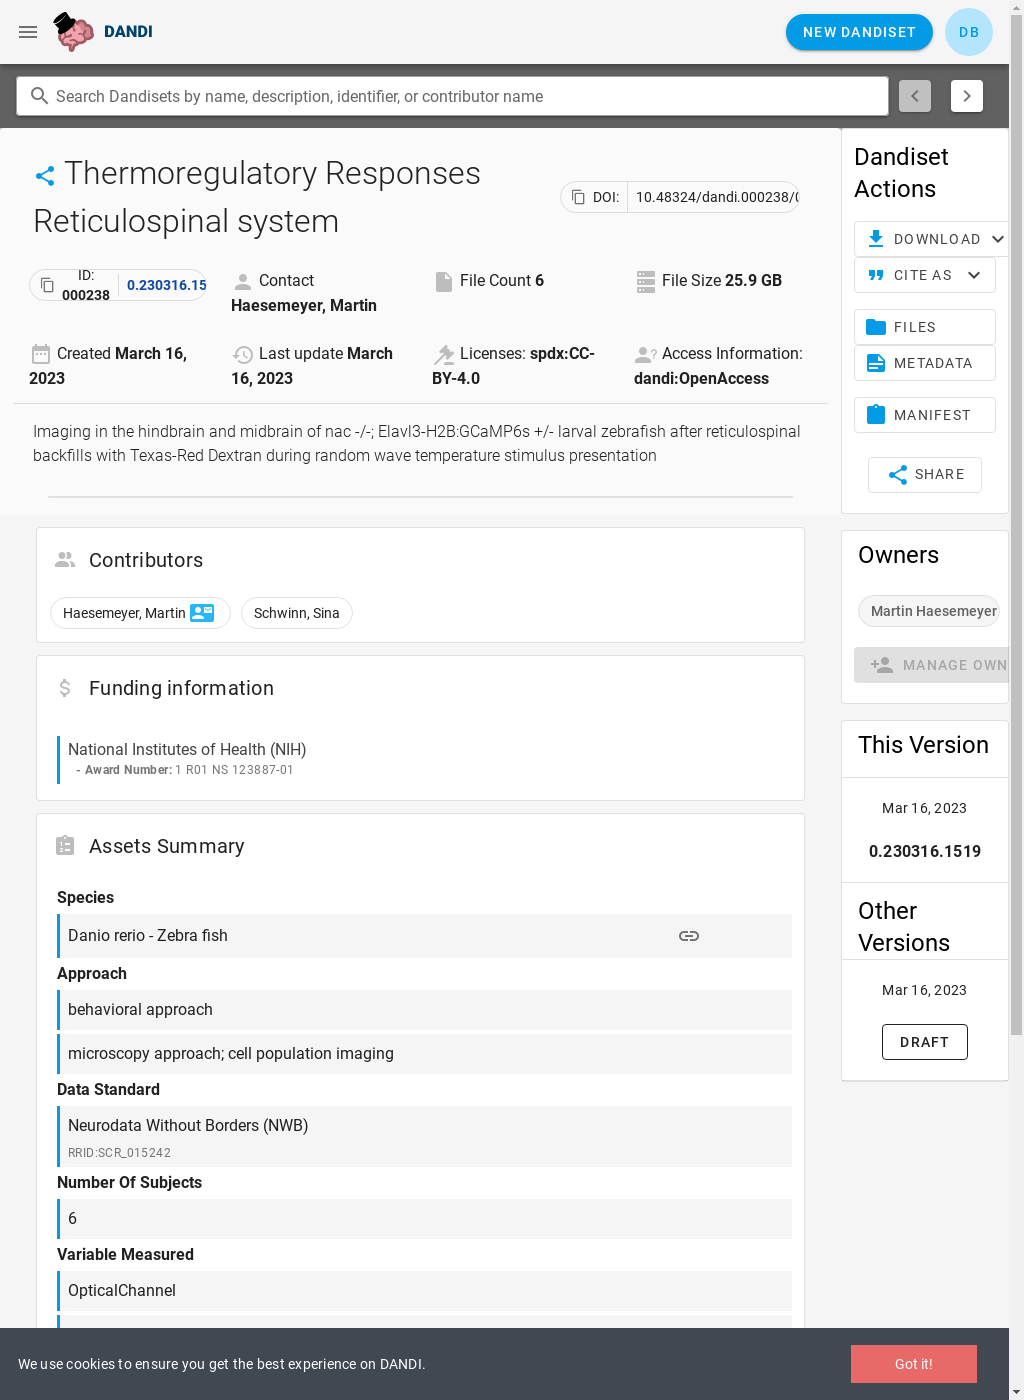 DANDI
NEW DANDISET
DB
Search Dandisets by name, description, identifier, or contributor name
Thermoregulatory Responses
Reticulospinal system
DOI: 10.48324/dandi.000238/
ID:
000238
0.230316.15
Contact
Haesemeyer, Martin
File Count 6
File Size 25.9 GB
Created March 16,
2023
Last update March
16, 2023
Licenses: spdx:CC-
BY-4.0
Access Information:
dandi:OpenAccess
Imaging in the hindbrain and midbrain of nac -/-; Elavl3-H2B:GCaMP6s +/- larval zebrafish after reticulospinal
backfills with Texas-Red Dextran during random wave temperature stimulus presentation
Contributors
Haesemeyer, Martin
Schwinn, Sina
Funding information
National Institutes of Health (NIH)
- Award Number: 1 R01 NS 123887-01
Assets Summary
Species
Danio rerio - Zebra fish
Approach
behavioral approach
microscopy approach; cell population imaging
Data Standard
Neurodata Without Borders (NWB)
RRID:SCR_015242
Number Of Subjects
6
Variable Measured
OpticalChannel
Dandiset
Actions
DOWNLOAD
CITE AS
FILES
METADATA
MANIFEST
SHARE
Owners
Martin Haesemeyer
MANAGE OWN
This Version
Mar 16, 2023
0.230316.1519
Other
Versions
Mar 16, 2023
DRAFT
We use cookies to ensure you get the best experience on DANDI.
Got it!